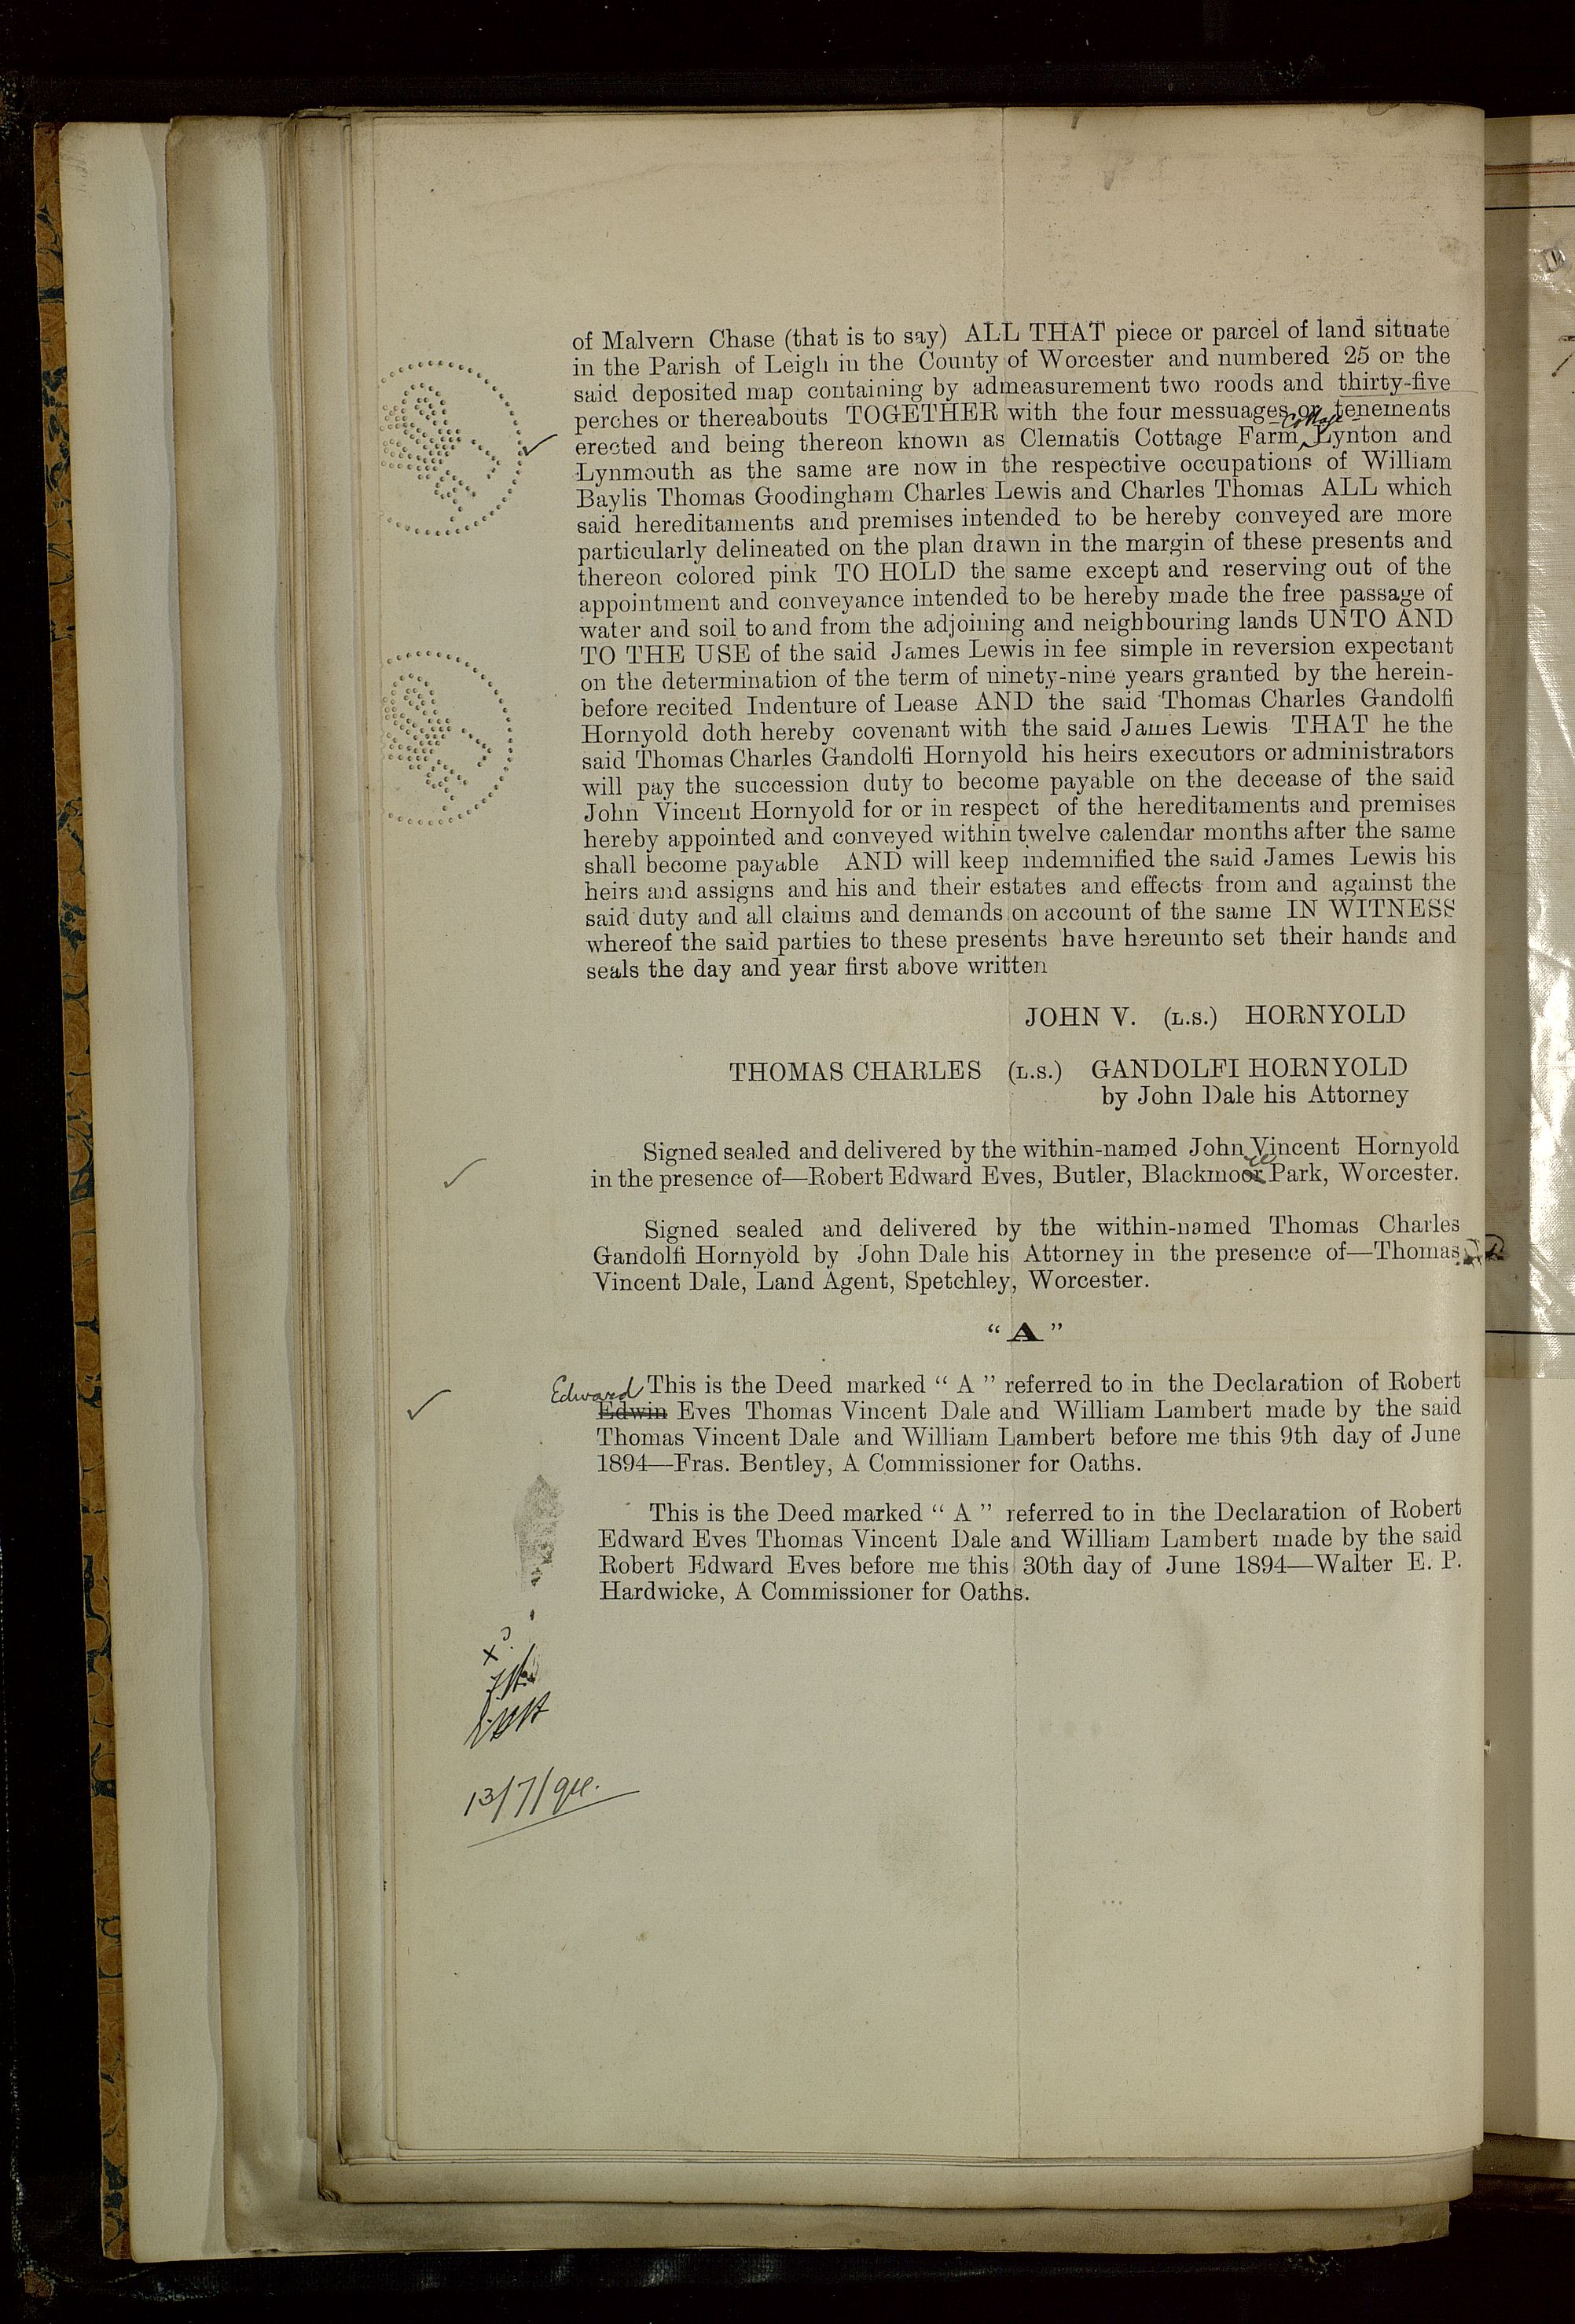 of Malvern Chase (that is to say) ALL THAT piece or parcel of land situate
in the Parish of Leigh in the County of Worcester and numbered 25 on the
said deposited map containing by admeasurement two roods and thirty-five
perches or thereabouts TOGETHER with the four messuages or tenements
Cottage
erected and being thereon known as Clematis Cottage Farm Lynton and
Lynmouth as the same are now in the respective occupations of William
Baylis Thomas Goodingham Charles Lewis and Charles Thomas ALL which
said hereditaments and premises intended to be hereby conveyed are more
particularly delineated on the plan drawn in the margin of these presents and
thereon colored pink TO HOLD the same except and reserving out of the
appointment and conveyance intended to be hereby made the free passage of
water and soil to and from the adjoining and neighbouring lands UNTO AND
TO THE USE of the said James Lewis in fee simple in reversion expectant
on the determination of the term of ninety-nine years granted by the herein-
before recited Indenture of Lease AND the said Thomas Charles Gandolfi
Hornyold doth hereby covenant with the said James Lewis THAT he the
said Thomas Charles Gandolfi Hornyold his heirs executors or administrators
will pay the succession duty to become payable on the decease of the said
John Vincent Hornyold for or in respect of the hereditaments and premises
hereby appointed and conveyed within twelve calendar months after the same
shall become payable AND will keep indemnified the said James Lewis his
heirs and assigns and his and their estates and effects from and against the
said duty and all claims and demands on account of the same IN WITNESS
whereof the said parties to these presents have hereunto set their hands and
seals the day and year first above written
JOHN V. (L.S.) HORNYOLD
THOMAS CHARLES (L.S.) GANDOLFI HORNYOLD
by John Dale his Attorney
Signed sealed and delivered by the within-named John Vincent Hornyold
in the presence of—Robert Edward Eves, Butler, Blackmoor Park, Worcester.
Signed sealed and delivered by the within-named Thomas Charles
Gandolfi Hornyold by John Dale his Attorney in the presence of—Thomas
Vincent Dale, Land Agent, Spetchley, Worcester.
“ A ”
This is the Deed marked “ A ” referred to in the Declaration of Robert
Edward
Edwin Eves Thomas Vincent Dale and William Lambert made by the said
Thomas Vincent Dale and William Lambert before me this 9th day of June
1894—Fras. Bentley, A Commissioner for Oaths.
This is the Deed marked “ A ” referred to in the Declaration of Robert
Edward Eves Thomas Vincent Dale and William Lambert made by the said
Robert Edward Eves before me this 30th day of June 1894—Walter E. P.
Hardwicke, A Commissioner for Oaths.
13/7/94.